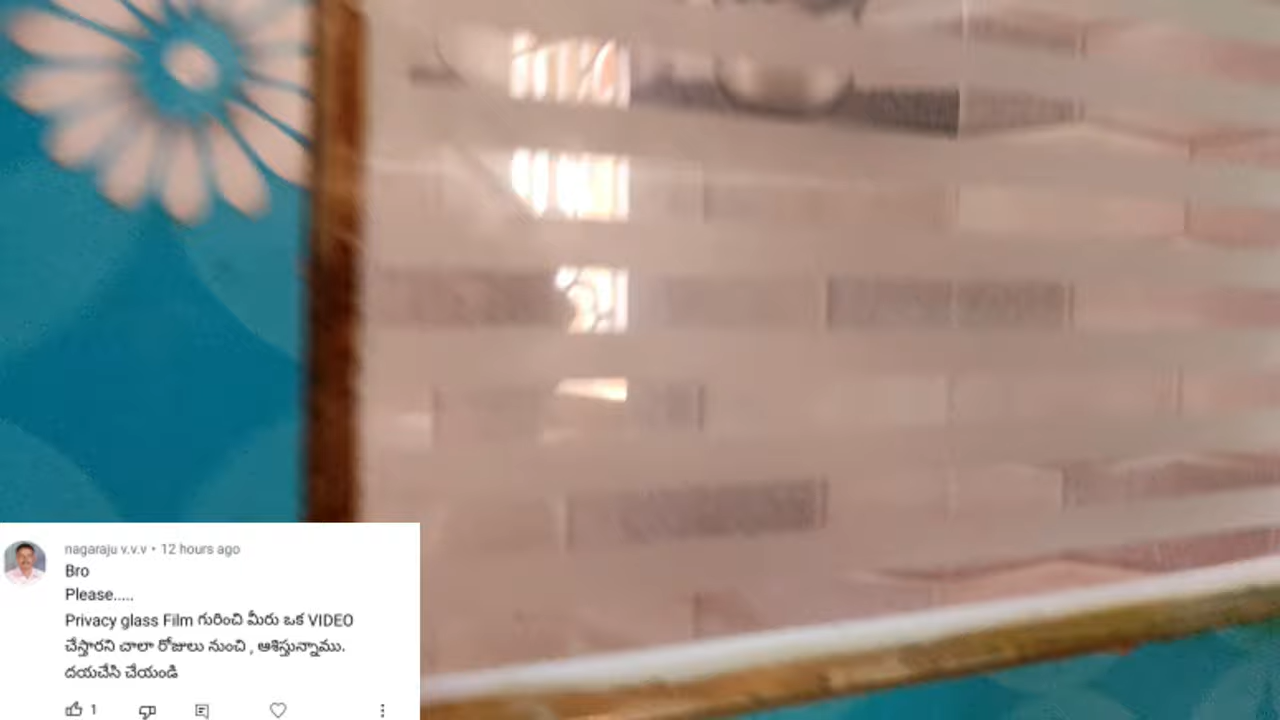 nagaraju v.v.v • 12 hours ago
Bro
Please.....
Privacy glass Film గురించి మీరు ఒక VIDEO
చేస్తారని చాలా రోజులు నుంచి , ఆశిస్తున్నాము.
దయచేసి చేయండి
1